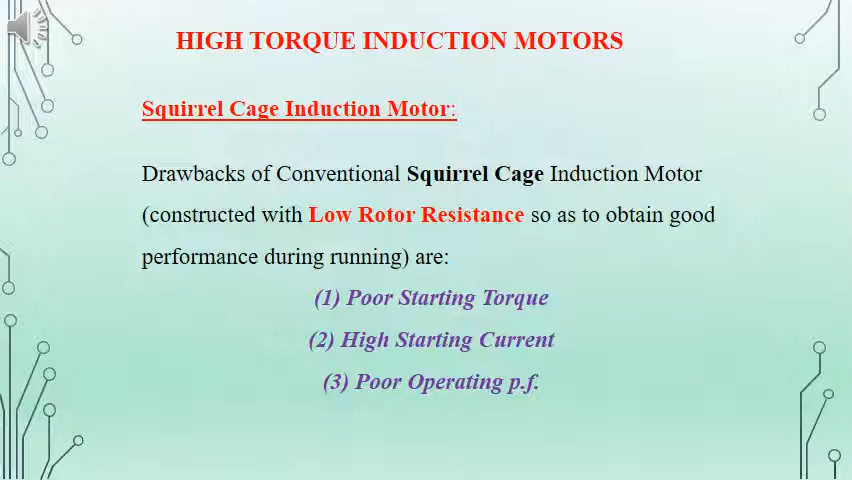 HIGH TORQUE INDUCTION MOTORS
Squirrel Cage Induction Motor:
Drawbacks of Conventional Squirrel Cage Induction Motor
(constructed with Low Rotor Resistance so as to obtain good
performance during running) are:
(1) Poor Starting Torque
(2) High Starting Current
(3) Poor Operating p.f.